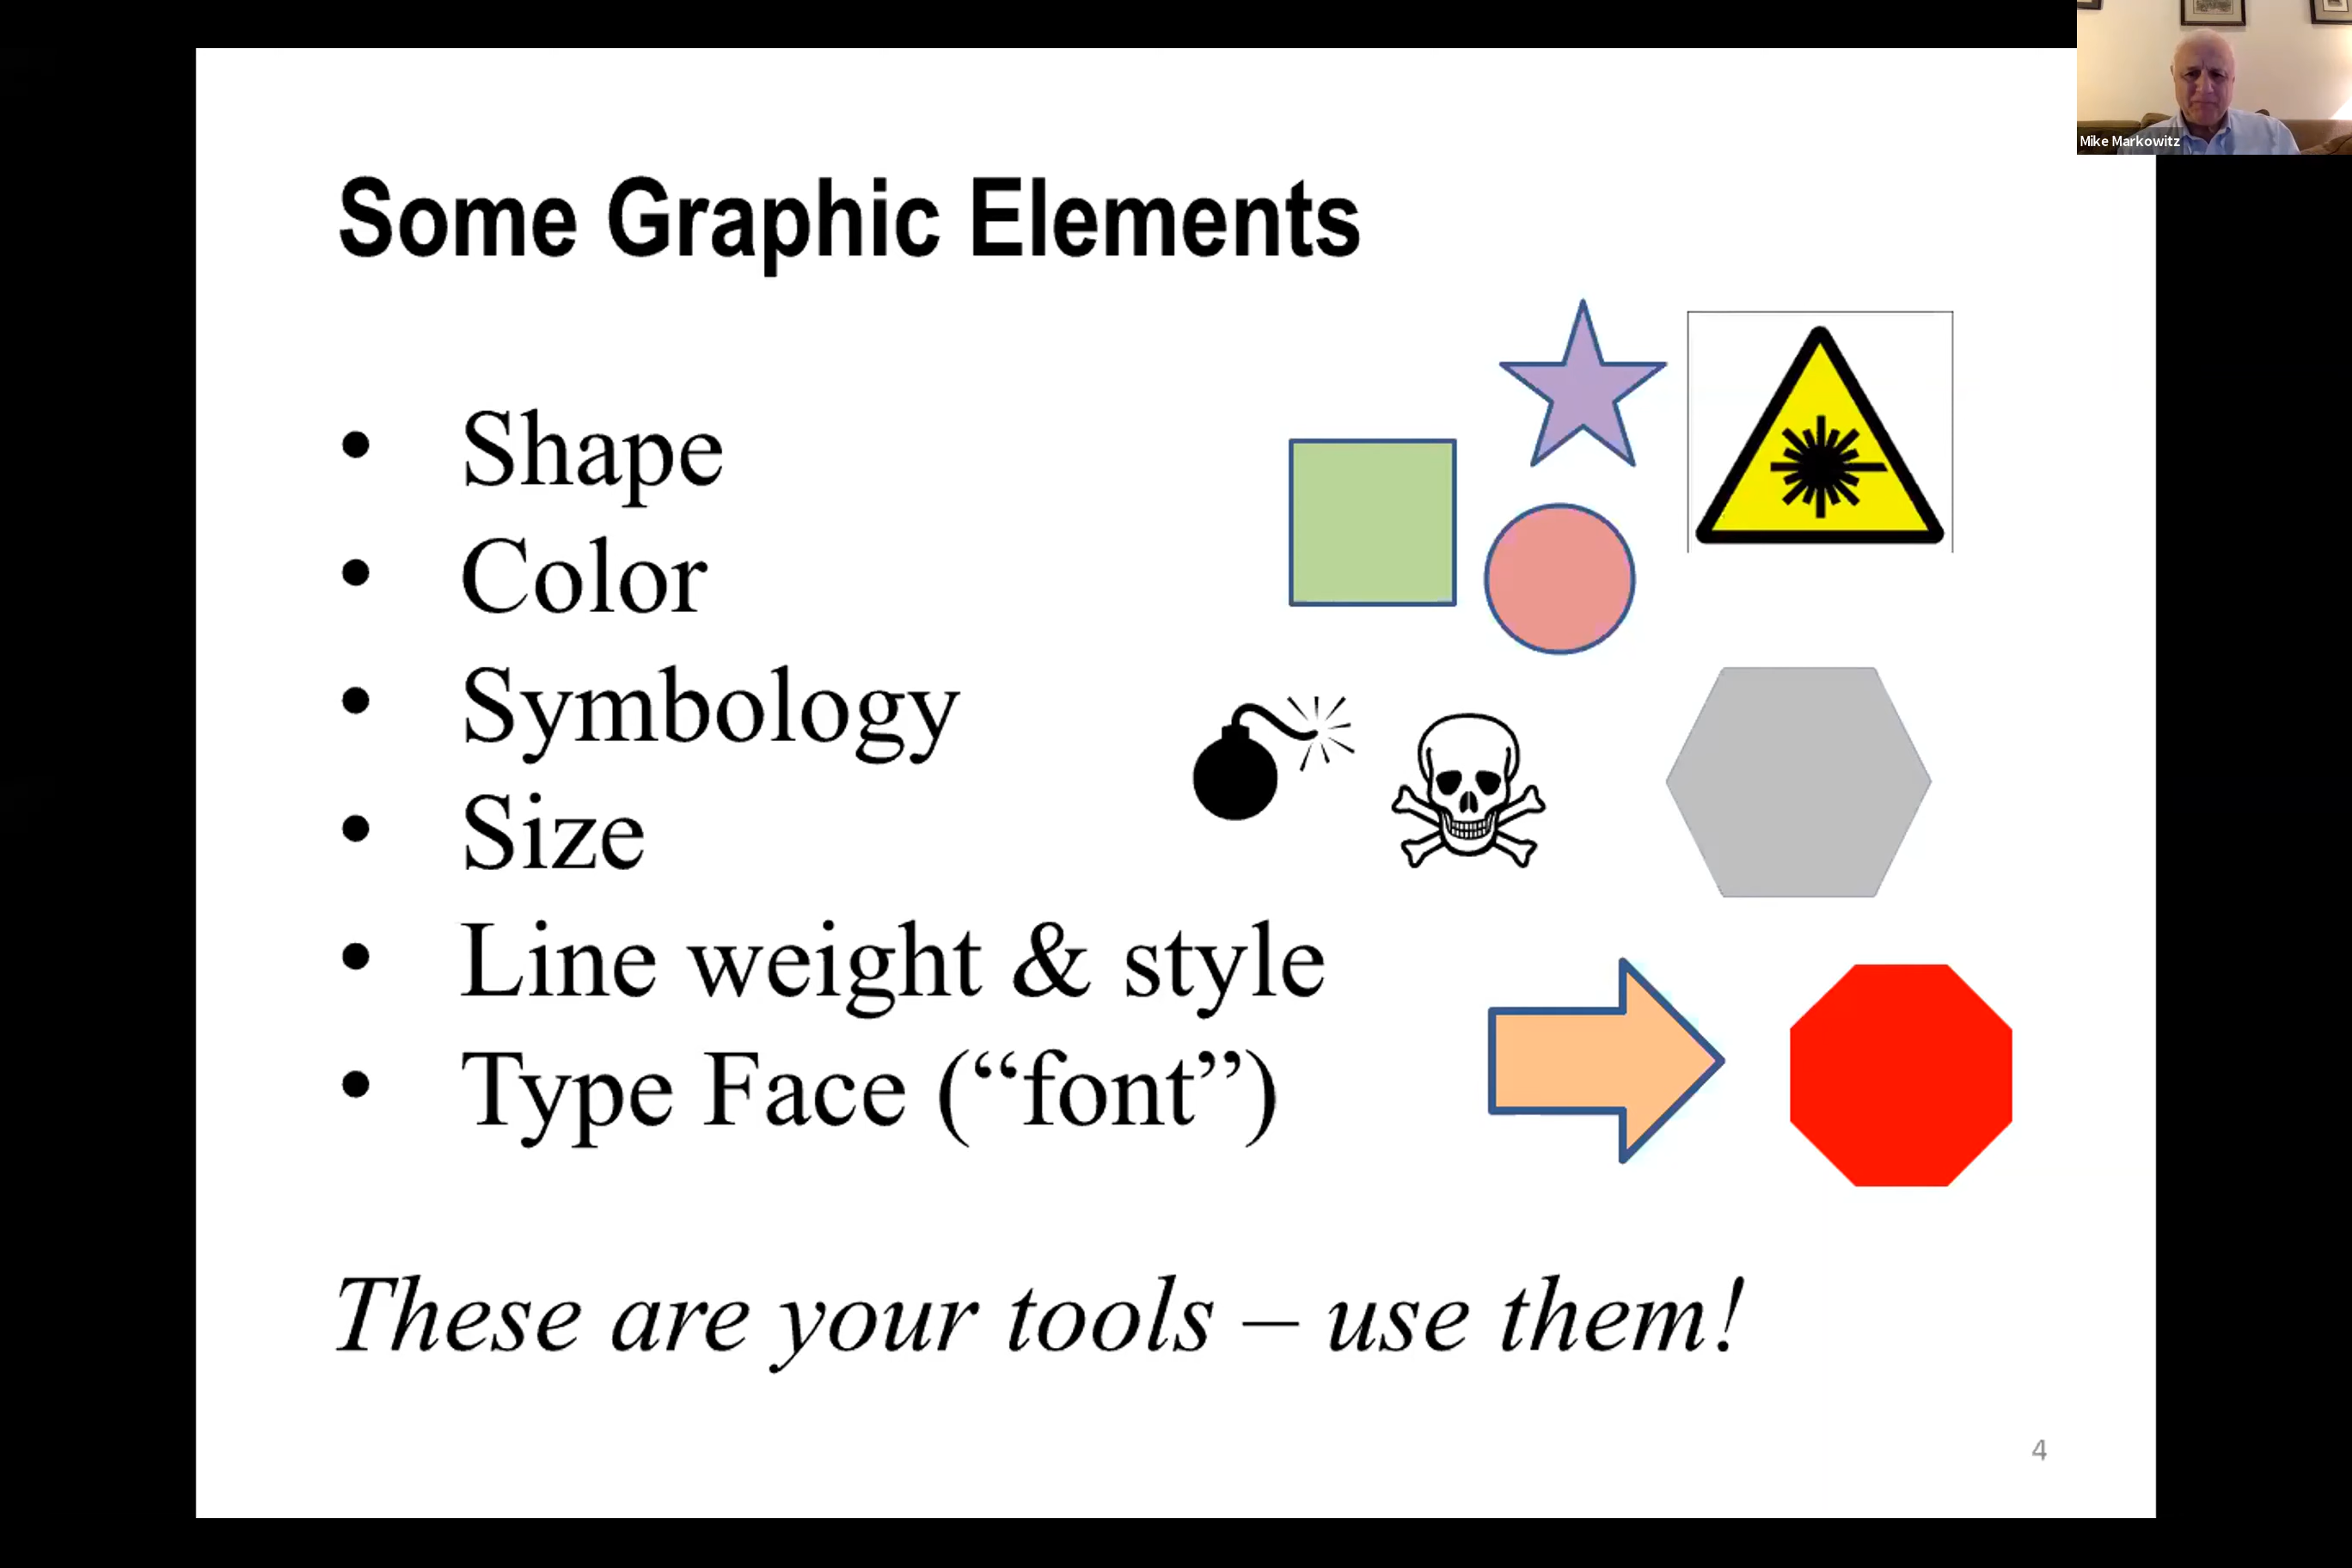 Mike Markowitz
Some Graphic Elements
• Shape
• Color
• Symbology
• Size
• Line weight & style
• Type Face (“font”)
These are your tools – use them!
4